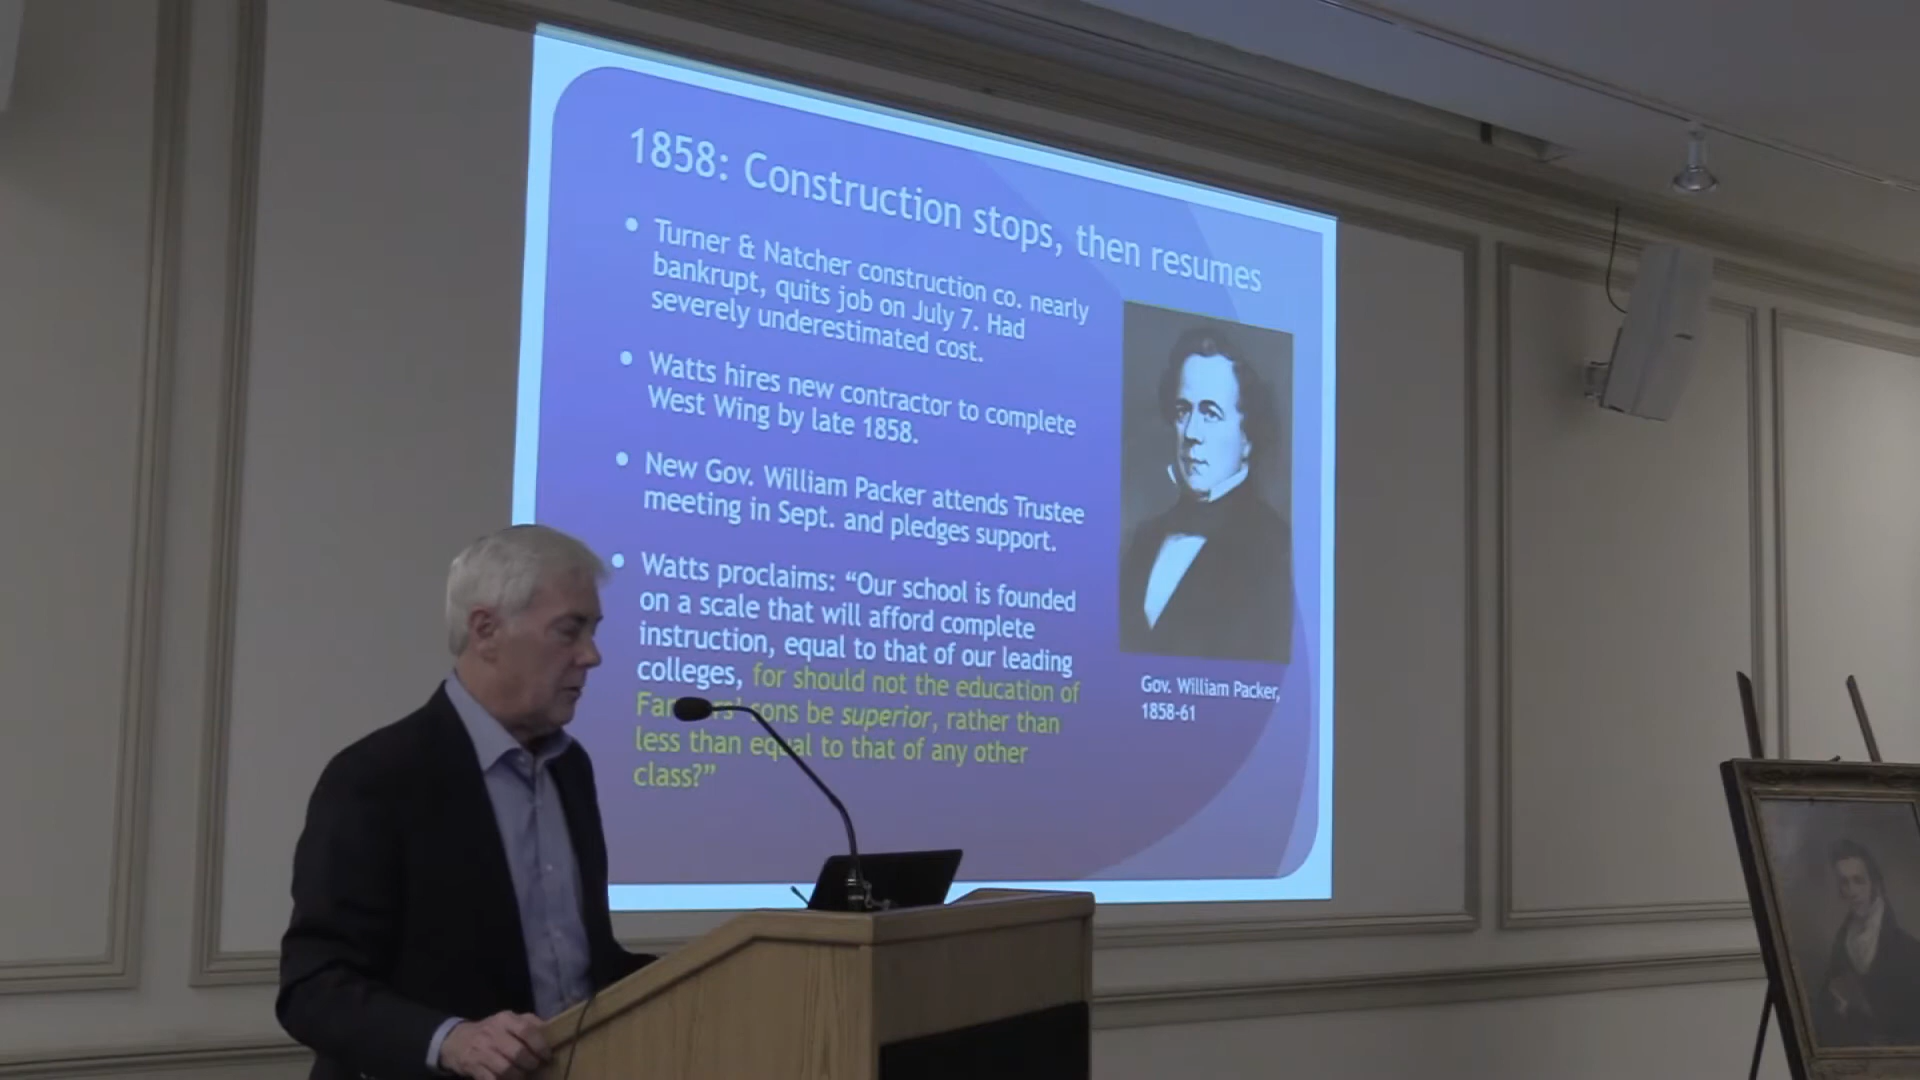 1858: Construction stops, then resumes
• Turner & Natcher construction co. nearly
bankrupt, quits job on July 7. Had
severely underestimated cost.
• Watts hires new contractor to complete
West Wing by late 1858.
• New Gov. William Packer attends Trustee
meeting in Sept. and pledges support.
• Watts proclaims: “Our school is founded
on a scale that will afford complete
instruction, equal to that of our leading
colleges, for should not the education of
be superior, rather than
less than equal to that of any other
class?”
Gov. William Packer,
1858-61